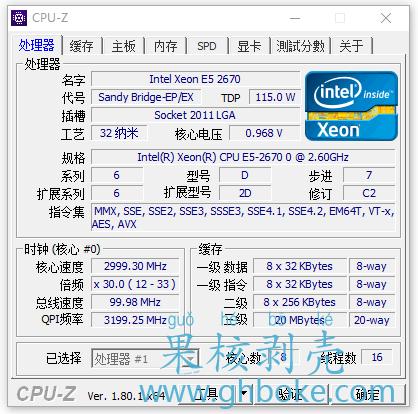 CPU-Z
处理器 缓存 主板 内存 SPD 显卡 測試分數 关于
处理器
名字 Intel Xeon E5 2670
代号 Sandy Bridge-EP/EX TDP 115.0 W
插槽 Socket 2011 LGA
工艺 32 纳米 核心电压 0.968 V
intel inside™
Xeon
规格 Intel(R) Xeon(R) CPU E5-2670 0 @ 2.60GHz
系列 6 型号 D 步进 7
扩展系列 6 扩展型号 2D 修订 C2
指令集 MMX, SSE, SSE2, SSE3, SSSE3, SSE4.1, SSE4.2, EM64T, VT-x,
AES, AVX
时钟 (核心 #0) 缓存
核心速度 2999.30 MHz 一级 数据 8 x 32 KBytes 8-way
倍频 x 30.0 ( 12 - 33 ) 一级 指令 8 x 32 KBytes 8-way
总线速度 99.98 MHz 二级 8 x 256 KBytes 8-way
QPI频率 3199.25 MHz 三级 20 MBytes 20-way
guǒ hé bō ké
果核剥壳
已选择 处理器 #1 核心数 8 线程数 16
www.ghboke.com
CPU-Z Ver. 1.80.1.x64 工具 验证 确定